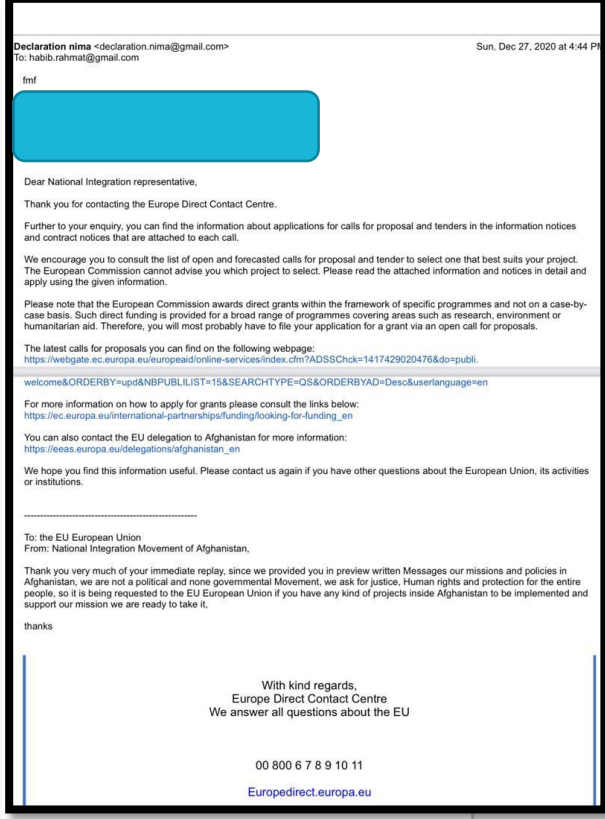 Declaration nima <declaration.nima@gmail.com>
Sun, Dec 27, 2020 at 4:44 PM
To: habib.rahmat@gmail.com
fmf
Dear National Integration representative,
Thank you for contacting the Europe Direct Contact Centre.
Further to your enquiry, you can find the information about applications for calls for proposal and tenders in the information notices
and contract notices that are attached to each call.
We encourage you to consult the list of open and forecasted calls for proposal and tender to select one that best suits your project.
The European Commission cannot advise you which project to select. Please read the attached information and notices in detail and
apply using the given information.
Please note that the European Commission awards direct grants within the framework of specific programmes and not on a case-by-
case basis. Such direct funding is provided for a broad range of programmes covering areas such as research, environment or
humanitarian aid. Therefore, you will most probably have to file your application for a grant via an open call for proposals.
The latest calls for proposals you can find on the following webpage:
https://webgate.ec.europa.eu/europeaid/online-services/index.cfm?ADSSChck=1417429020476&do=publi.
welcome&ORDERBY=upd&NBPUBLILIST=15&SEARCHTYPE=QS&ORDERBYAD=Desc&userlanguage=en
For more information on how to apply for grants please consult the links below:
https://ec.europa.eu/international-partnerships/funding/looking-for-funding_en
You can also contact the EU delegation to Afghanistan for more information:
https://eeas.europa.eu/delegations/afghanistan_en
We hope you find this information useful. Please contact us again if you have other questions about the European Union, its activities
or institutions.
-----------------------------------------------------
To: the EU European Union
From: National Integration Movement of Afghanistan,
Thank you very much of your immediate replay, since we provided you in preview written Messages our missions and policies in
Afghanistan, we are not a political and none governmental Movement, we ask for justice, Human rights and protection for the entire
people, so it is being requested to the EU European Union if you have any kind of projects inside Afghanistan to be implemented and
support our mission we are ready to take it,
thanks
With kind regards,
Europe Direct Contact Centre
We answer all questions about the EU
00 800 6 7 8 9 10 11
Europedirect.europa.eu